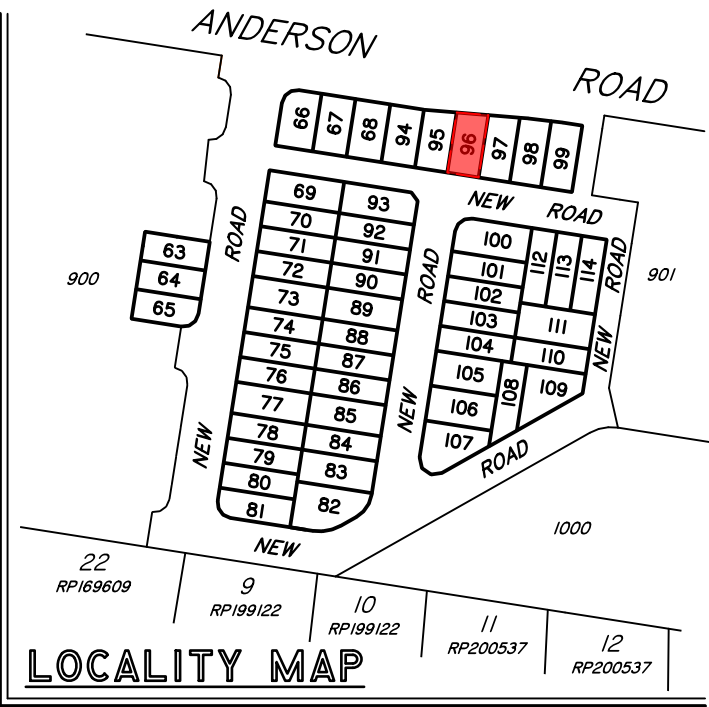 ANDERSON ROAD
66 67 68 94 95 96 97 98 99
NEW ROAD
69 93
70 92
71 91
72 90
73 89
74 88
75 87
76 86
77 85
78 84
79 83
80 82
81
63
64
65
900
901
ROAD
NEW
ROAD
NEW
ROAD
NEW
100 112 113 114
101
102
103 111
104 110
105 108 109
106
107
ROAD
NEW
1000
22
RP169609
9
RP199122
10
RP199122
11
RP200537
12
RP200537
LOCALITY MAP